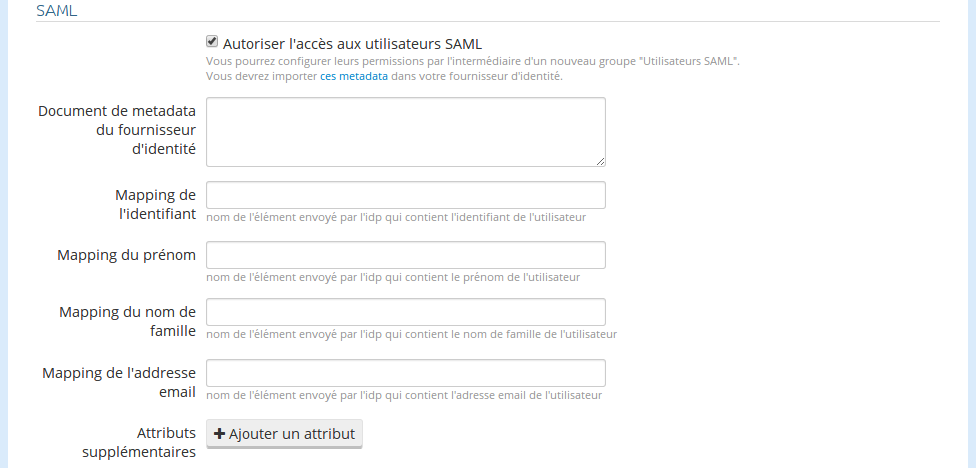 SAML
Autoriser l'accès aux utilisateurs SAML
Vous pourrez configurer leurs permissions par l'intermédiaire d'un nouveau groupe "Utilisateurs SAML".
Vous devrez importer ces metadata dans votre fournisseur d'identité.
Document de metadata
du fournisseur
d'identité
Mapping de
l'identifiant
nom de l'élément envoyé par l'idp qui contient l'identifiant de l'utilisateur
Mapping du prénom
nom de l'élément envoyé par l'idp qui contient le prénom de l'utilisateur
Mapping du nom de
famille
nom de l'élément envoyé par l'idp qui contient le nom de famille de l'utilisateur
Mapping de l'addresse
email
nom de l'élément envoyé par l'idp qui contient l'adresse email de l'utilisateur
Attributs
supplémentaires
Ajouter un attribut